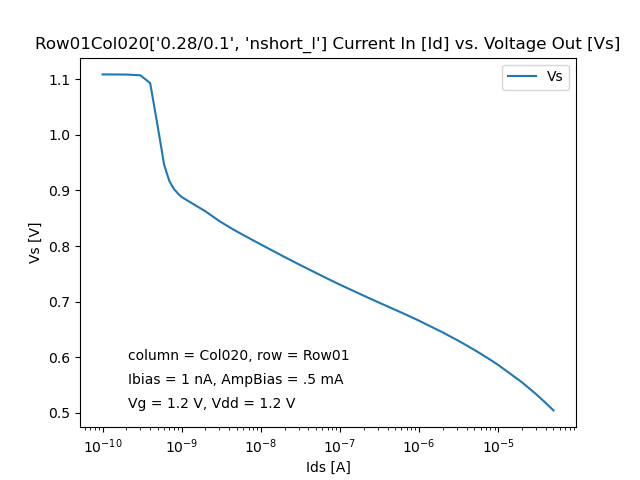 Row01Col020['0.28/0.1', 'nshort_l'] Current In [Id] vs. Voltage Out [Vs]
Vs
1.1
1.0
0.9
0.8
0.7
0.6
0.5
Vs [V]
column = Col020, row = Row01
Ibias = 1 nA, AmpBias = .5 mA
Vg = 1.2 V, Vdd = 1.2 V
10⁻¹⁰ 10⁻⁹ 10⁻⁸ 10⁻⁷ 10⁻⁶ 10⁻⁵
Ids [A]